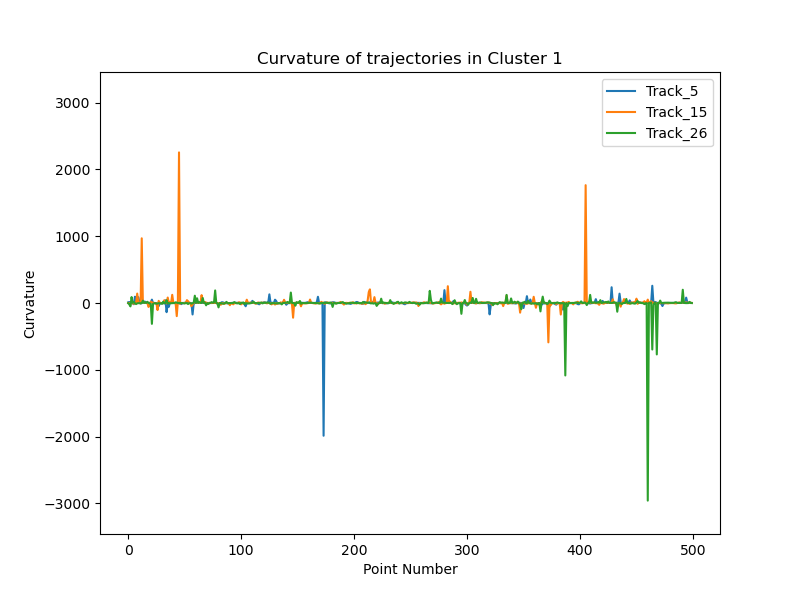 Curvature of trajectories in Cluster 1
Track_5
Track_15
Track_26
Curvature
3000
2000
1000
0
−1000
−2000
−3000
0 100 200 300 400 500
Point Number